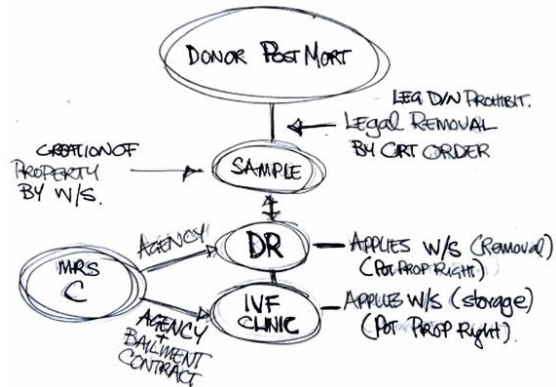 DONOR POST MORT
LEG D/N PROHIBIT.
LEGAL REMOVAL
BY CRT ORDER
CREATION OF
PROPERTY
BY W/S.
SAMPLE
AGENCY
DR
APPLIES W/S (REMOVAL)
(POT PROP RIGHT).
MRS
C
IVF
CLINIC
APPLIES W/S (STORAGE)
(POT PROP RIGHT).
AGENCY
+
BAILMENT
CONTRACT